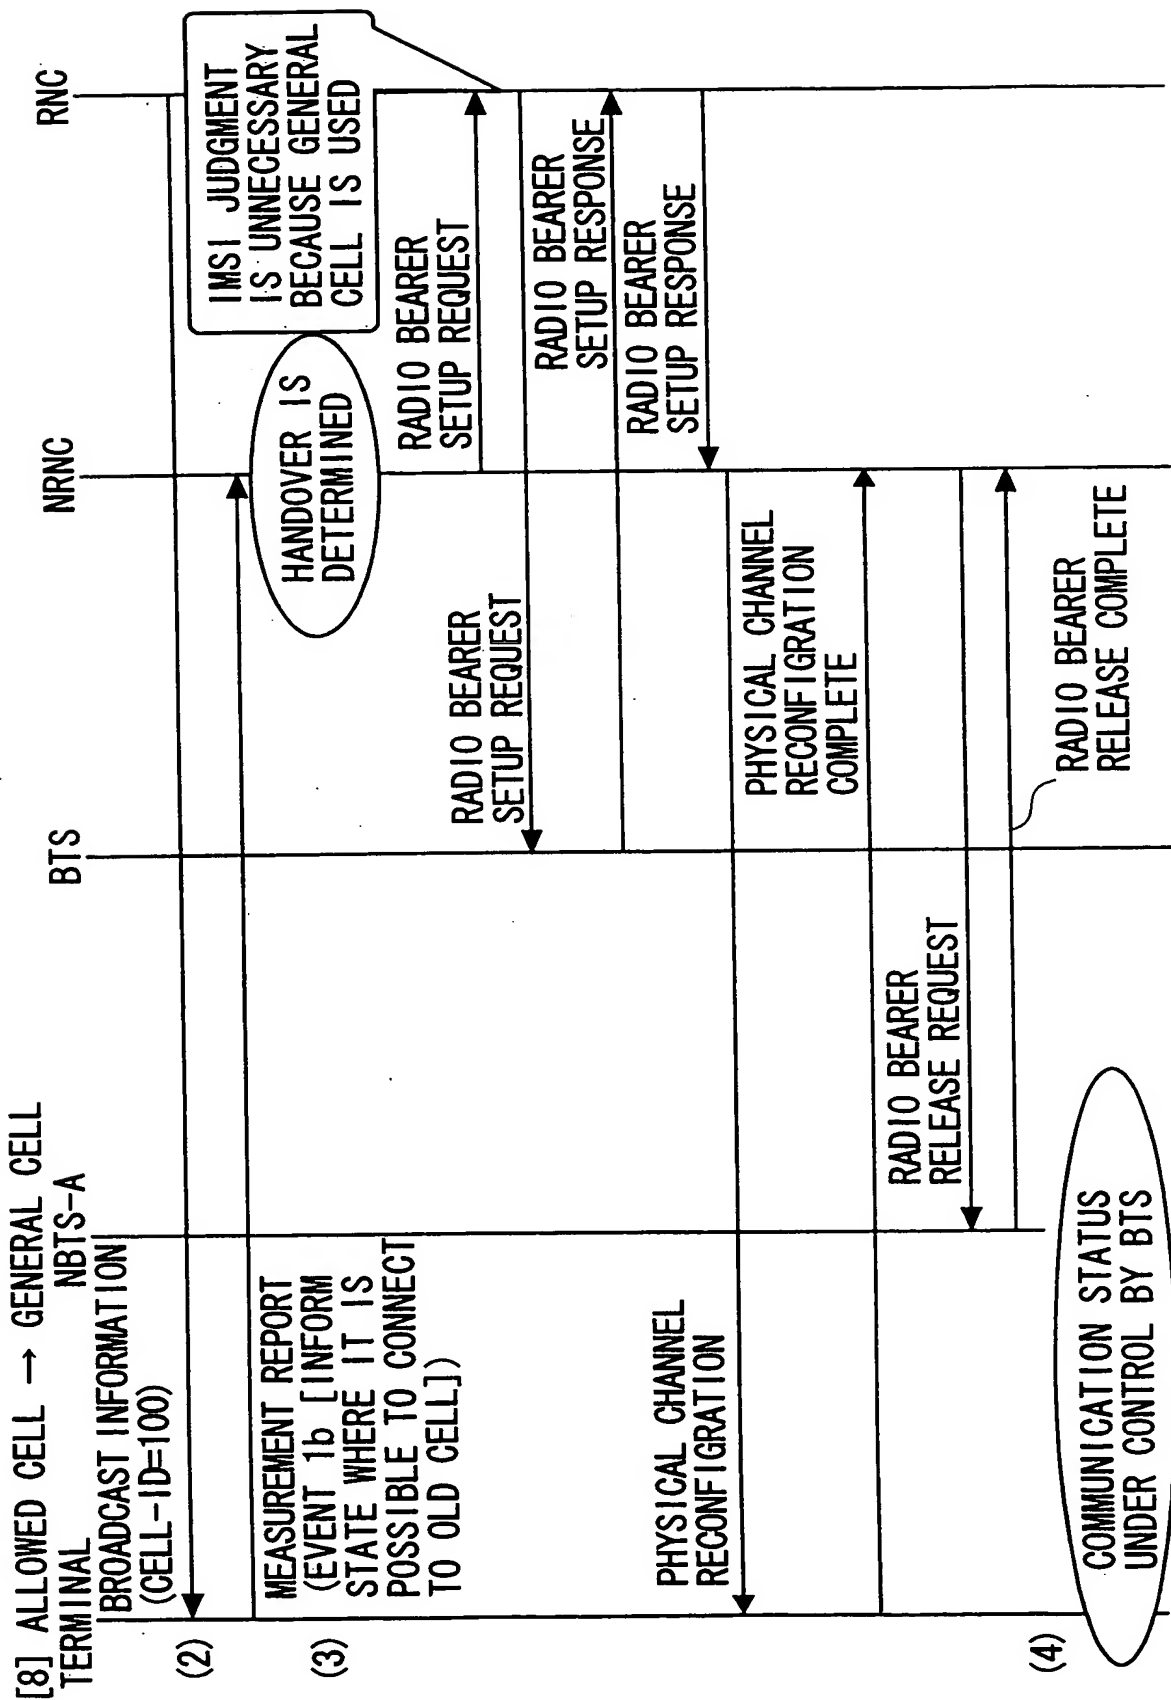 [8] ALLOWED CELL → GENERAL CELL
TERMINAL
NBTS-A
BTS
NRNC
RNC
BROADCAST INFORMATION
(CELL-ID=100)
(2)
IMSI JUDGMENT
IS UNNECESSARY
BECAUSE GENERAL
CELL IS USED
(3)
MEASUREMENT REPORT
(EVENT 1b [INFORM
STATE WHERE IT IS
POSSIBLE TO CONNECT
TO OLD CELL])
HANDOVER IS
DETERMINED
RADIO BEARER
SETUP REQUEST
RADIO BEARER
SETUP REQUEST
RADIO BEARER
SETUP RESPONSE
RADIO BEARER
SETUP RESPONSE
PHYSICAL CHANNEL
RECONFIGRATION
PHYSICAL CHANNEL
RECONFIGRATION
COMPLETE
RADIO BEARER
RELEASE REQUEST
RADIO BEARER
RELEASE COMPLETE
(4)
COMMUNICATION STATUS
UNDER CONTROL BY BTS